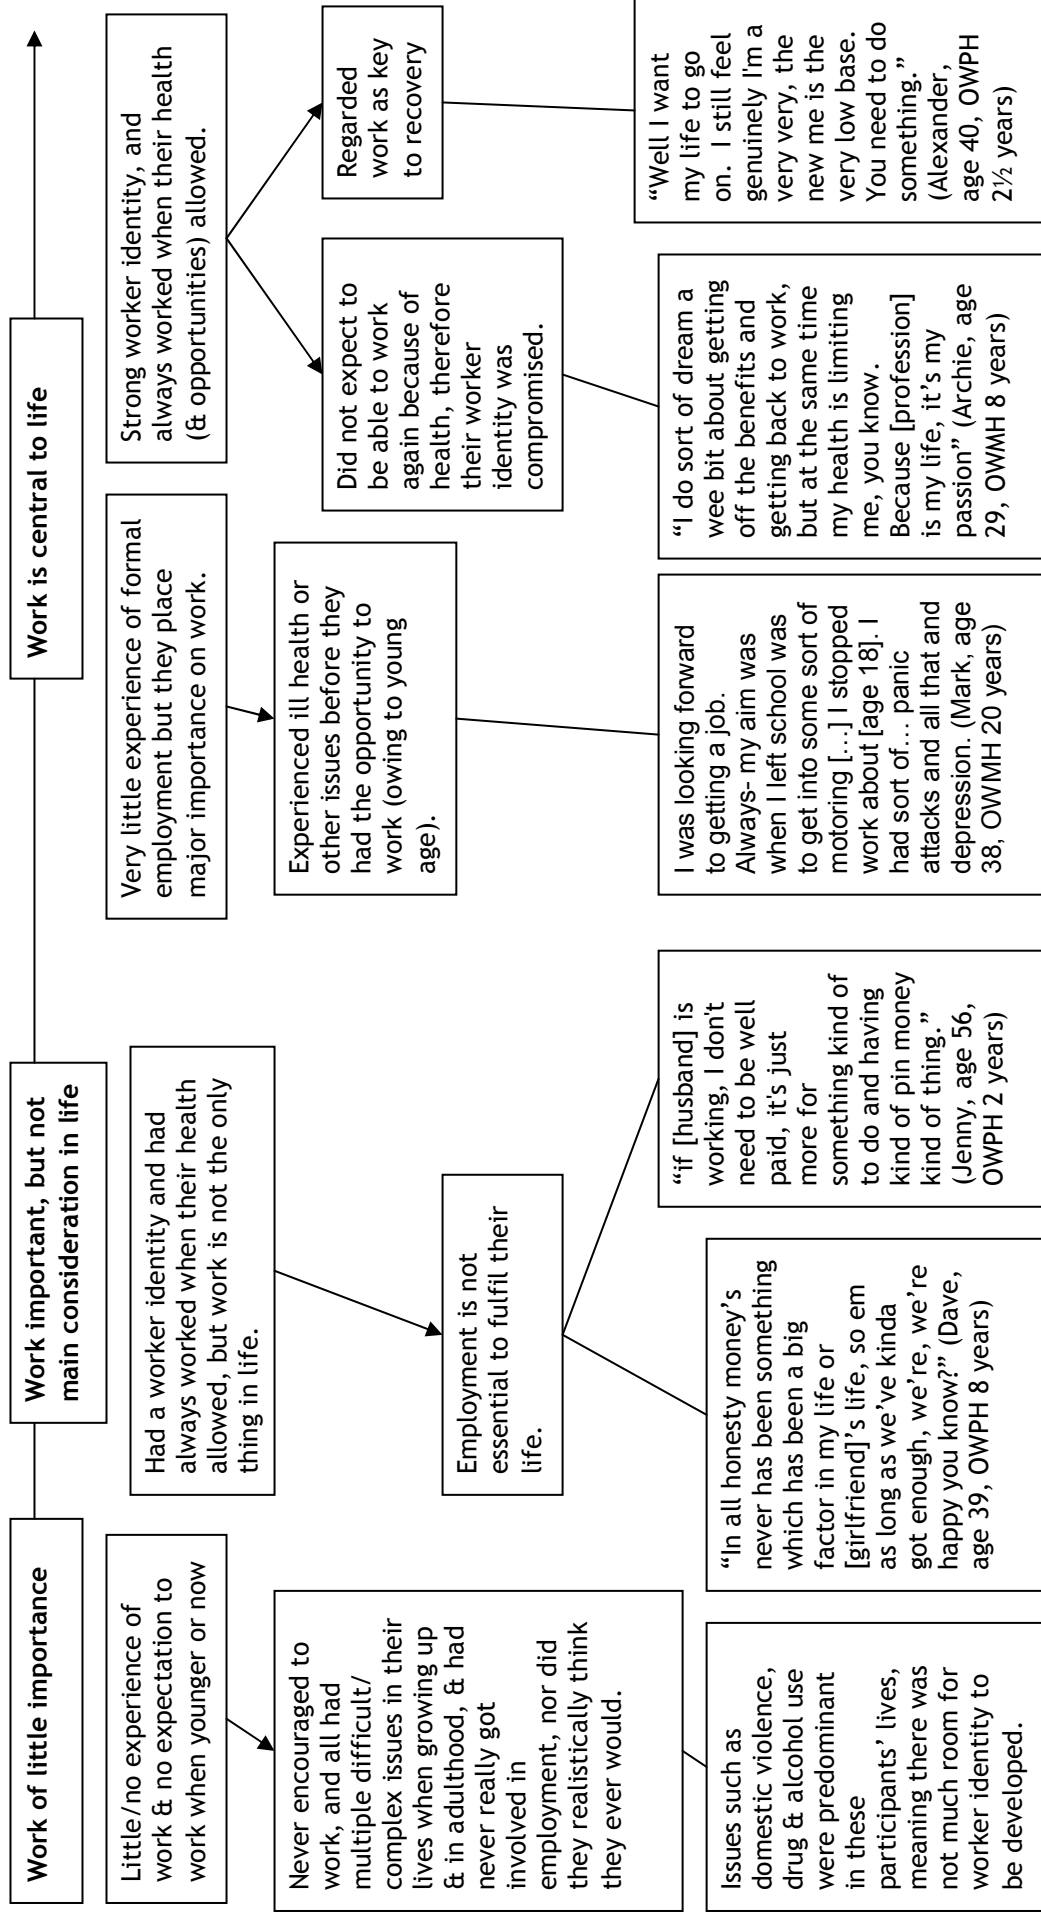 Work of little importance
Work important, but not
main consideration in life
Work is central to life
Little/no experience of
work & no expectation to
work when younger or now
Never encouraged to
work, and all had
multiple difficult/
complex issues in their
lives when growing up
& in adulthood, & had
never really got
involved in
employment, nor did
they realistically think
they ever would.
Issues such as
domestic violence,
drug & alcohol use
were predominant
in these
participants’ lives,
meaning there was
not much room for
worker identity to
be developed.
Had a worker identity and had
always worked when their health
allowed, but work is not the only
thing in life.
Employment is not
essential to fulfil their
life.
“In all honesty money’s
never has been something
which has been a big
factor in my life or
[girlfriend]’s life, so em
as long as we’ve kinda
got enough, we’re, we’re
happy you know?” (Dave,
age 39, OWPH 8 years)
“if [husband] is
working, I don't
need to be well
paid, it's just
more for
something kind of
to do and having
kind of pin money
kind of thing.”
(Jenny, age 56,
OWPH 2 years)
Very little experience of formal
employment but they place
major importance on work.
Experienced ill health or
other issues before they
had the opportunity to
work (owing to young
age).
I was looking forward
to getting a job.
Always- my aim was
when I left school was
to get into some sort of
motoring […] I stopped
work about [age 18]. I
had sort of… panic
attacks and all that and
depression. (Mark, age
38, OWMH 20 years)
Strong worker identity, and
always worked when their health
(& opportunities) allowed.
Did not expect to
be able to work
again because of
health, therefore
their worker
identity was
compromised.
“I do sort of dream a
wee bit about getting
off the benefits and
getting back to work,
but at the same time
my health is limiting
me, you know.
Because [profession]
is my life, it’s my
passion” (Archie, age
29, OWMH 8 years)
Regarded
work as key
to recovery
“Well I want
my life to go
on. I still feel
genuinely I'm a
very very, the
new me is the
very low base.
You need to do
something.”
(Alexander,
age 40, OWPH
2½ years)